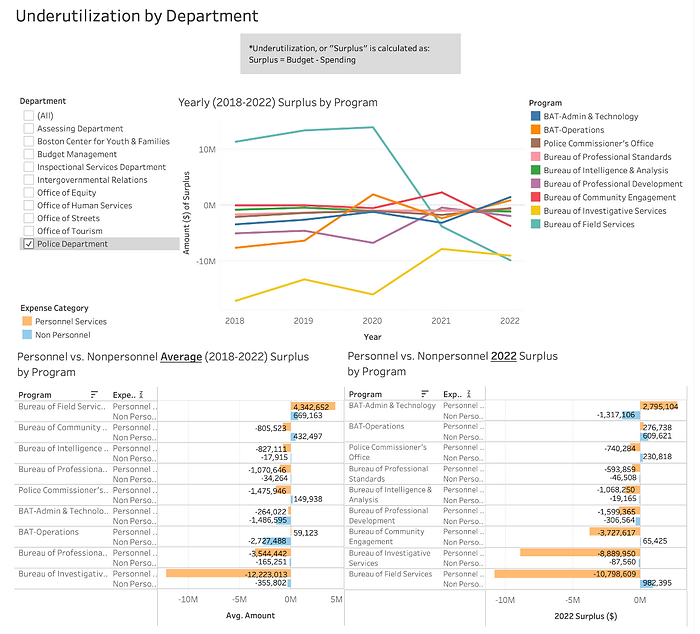 Underutilization by Department
*Underutilization, or "Surplus" is calculated as:
Surplus = Budget - Spending
Department
(All)
Assessing Department
Boston Center for Youth & Families
Budget Management
Inspectional Services Department
Intergovernmental Relations
Office of Equity
Office of Human Services
Office of Streets
Office of Tourism
Police Department
Yearly (2018-2022) Surplus by Program
Amount ($) of Surplus
10M
0M
-10M
2018 2019 2020 2021 2022
Year
Program
BAT-Admin & Technology
BAT-Operations
Police Commissioner's Office
Bureau of Professional Standards
Bureau of Intelligence & Analysis
Bureau of Professional Development
Bureau of Community Engagement
Bureau of Investigative Services
Bureau of Field Services
Expense Category
Personnel Services
Non Personnel
Personnel vs. Nonpersonnel Average (2018-2022) Surplus
by Program
Program Expe..
Bureau of Field Servic.. Personnel .. 4,342,652
Non Perso.. 669,163
Bureau of Community .. Personnel .. -805,523
Non Perso.. 432,497
Bureau of Intelligence .. Personnel .. -827,111
Non Perso.. -17,915
Bureau of Professiona.. Personnel .. -1,070,646
Non Perso.. -34,264
Police Commissioner's.. Personnel .. -1,475,946
Non Perso.. 149,938
BAT-Admin & Technolo.. Personnel .. -264,022
Non Perso.. -1,486,595
BAT-Operations Personnel .. 59,123
Non Perso.. -2,727,488
Bureau of Professiona.. Personnel .. -3,544,442
Non Perso.. -165,251
Bureau of Investigativ.. Personnel .. -12,223,013
Non Perso.. -355,802
-10M -5M 0M 5M
Avg. Amount
Personnel vs. Nonpersonnel 2022 Surplus
by Program
Program Exp..
BAT-Admin & Technology Personnel .. 2,795,104
Non Perso.. -1,317,106
BAT-Operations Personnel .. 276,738
Non Perso.. 609,621
Police Commissioner's Personnel .. -740,284
Office Non Perso.. 230,818
Bureau of Professional Personnel .. -593,859
Standards Non Perso.. -46,508
Bureau of Intelligence & Personnel .. -1,068,250
Analysis Non Perso.. -19,165
Bureau of Professional Personnel .. -1,599,365
Development Non Perso.. -306,564
Bureau of Community Personnel .. -3,727,617
Engagement Non Perso.. 65,425
Bureau of Investigative Personnel .. -8,889,950
Services Non Perso.. -87,560
Bureau of Field Services Personnel .. -10,798,609
Non Perso.. 982,395
-10M -5M 0M
2022 Surplus ($)